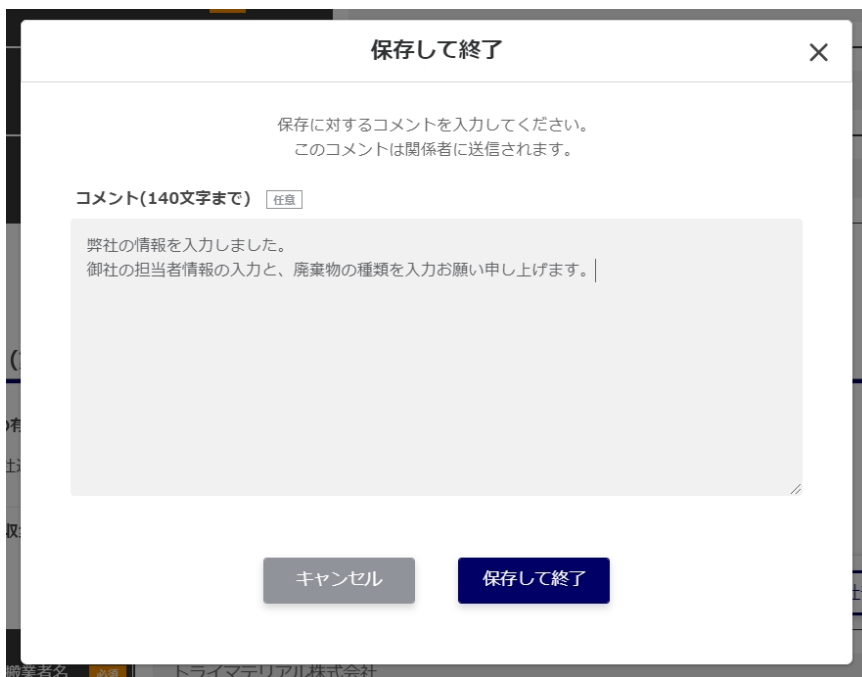 保存して終了
保存に対するコメントを入力してください。
このコメントは関係者に送信されます。
コメント(140文字まで) 任意
弊社の情報を入力しました。
御社の担当者情報の入力と、廃棄物の種類を入力お願い申し上げます。
キャンセル 保存して終了
搬業者名 必須 トライマテリアル株式会社